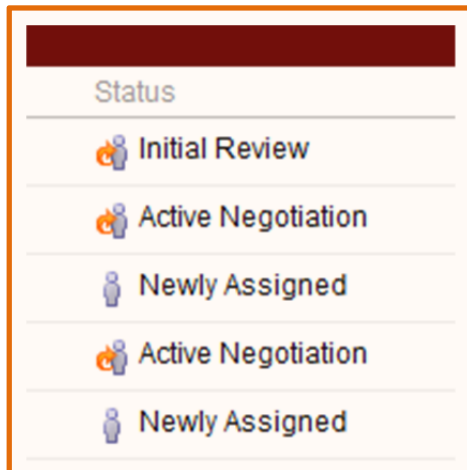 Status
Initial Review
Active Negotiation
Newly Assigned
Active Negotiation
Newly Assigned